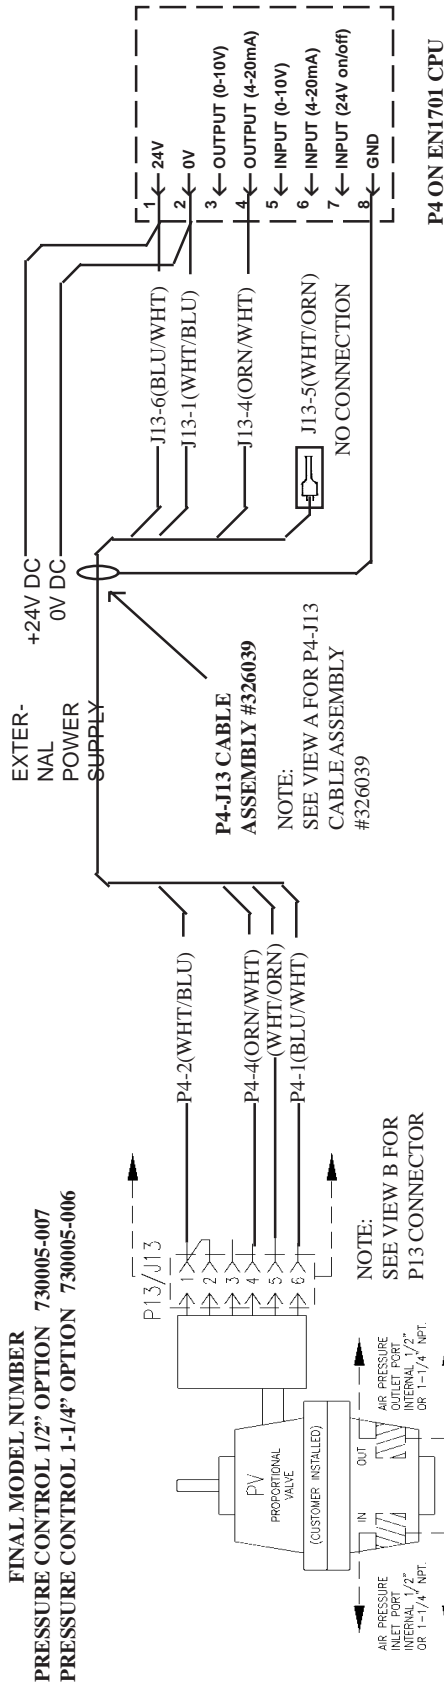 FINAL MODEL NUMBER
PRESSURE CONTROL 1/2” OPTION 730005-007
PRESSURE CONTROL 1-1/4” OPTION 730005-006
PV
PROPORTIONAL
VALVE
(CUSTOMER INSTALLED)
IN
OUT
AIR PRESSURE
INLET PORT
INTERNAL 1/2"
OR 1-1/4" NPT.
AIR PRESSURE
OUTLET PORT
INTERNAL 1/2"
OR 1-1/4" NPT.
P13/J13
1
2
3
4
5
6
NOTE:
SEE VIEW B FOR
P13 CONNECTOR
P4-2(WHT/BLU)
P4-4(ORN/WHT)
(WHT/ORN)
P4-1(BLU/WHT)
EXTER-
NAL
POWER
SUPPLY
+24V DC
0V DC
P4-J13 CABLE
ASSEMBLY #326039
NOTE:
SEE VIEW A FOR P4-J13
CABLE ASSEMBLY
#326039
J13-6(BLU/WHT)
J13-1(WHT/BLU)
J13-4(ORN/WHT)
J13-5(WHT/ORN)
NO CONNECTION
1 24V
2 0V
3 OUTPUT (0-10V)
4 OUTPUT (4-20mA)
5 INPUT (0-10V)
6 INPUT (4-20mA)
7 INPUT (24V on/off)
8 GND
P4 ON EN1701 CPU